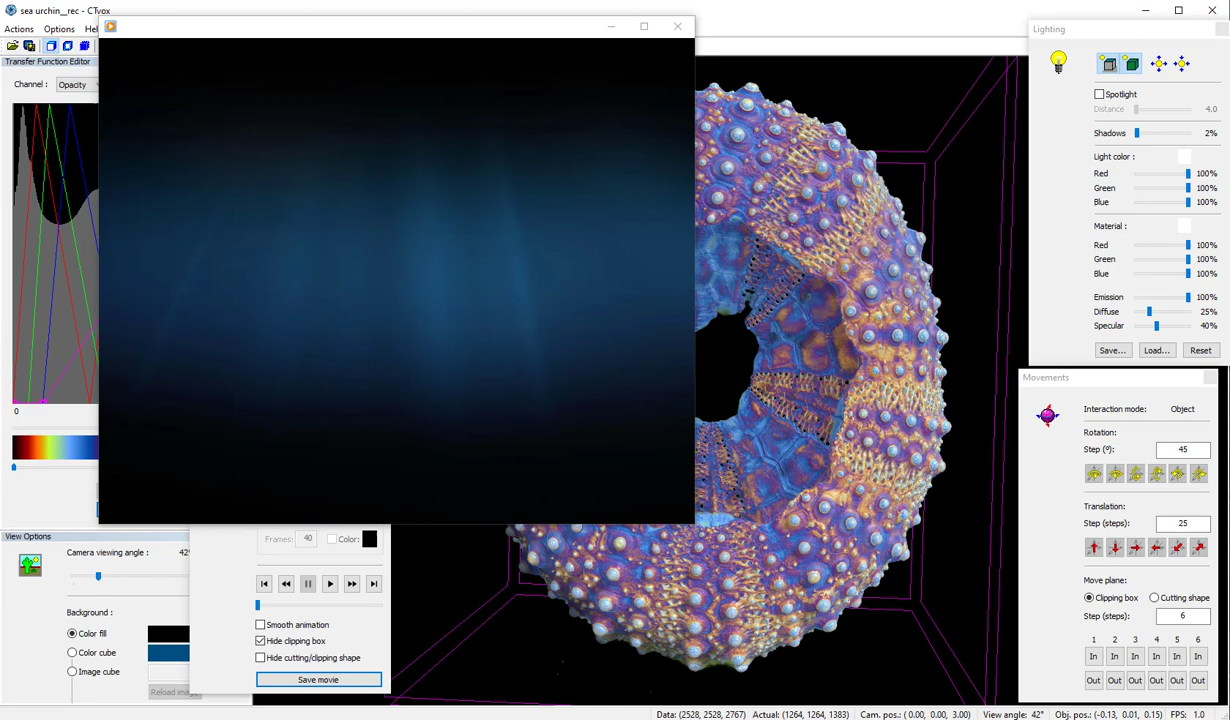 sea urchin__rec - CTvox
Actions Options Hel
Transfer Function Editor
Channel : Opacity
0
View Options
Camera viewing angle : 42°
Background :
Color fill
Color cube
Image cube
Reload imag
Frames: 40 Color:
Smooth animation
Hide clipping box
Hide cutting/clipping shape
Save movie
Lighting
Spotlight
Distance 4.0
Shadows 2%
Light color :
Red 100%
Green 100%
Blue 100%
Material :
Red 100%
Green 100%
Blue 100%
Emission 100%
Diffuse 25%
Specular 40%
Save... Load... Reset
Movements
Interaction mode: Object
Rotation:
Step (°): 45
Translation:
Step (steps): 25
Move plane:
Clipping box Cutting shape
Step (steps): 6
1 2 3 4 5 6
In In In In In In
Out Out Out Out Out Out
Data: (2528, 2528, 2767) Actual: (1264, 1264, 1383) Cam. pos.: ( 0.00, 0.00, 3.00) View angle: 42° Obj. pos.: (-0.13, 0.01, 0.15) FPS: 1.0